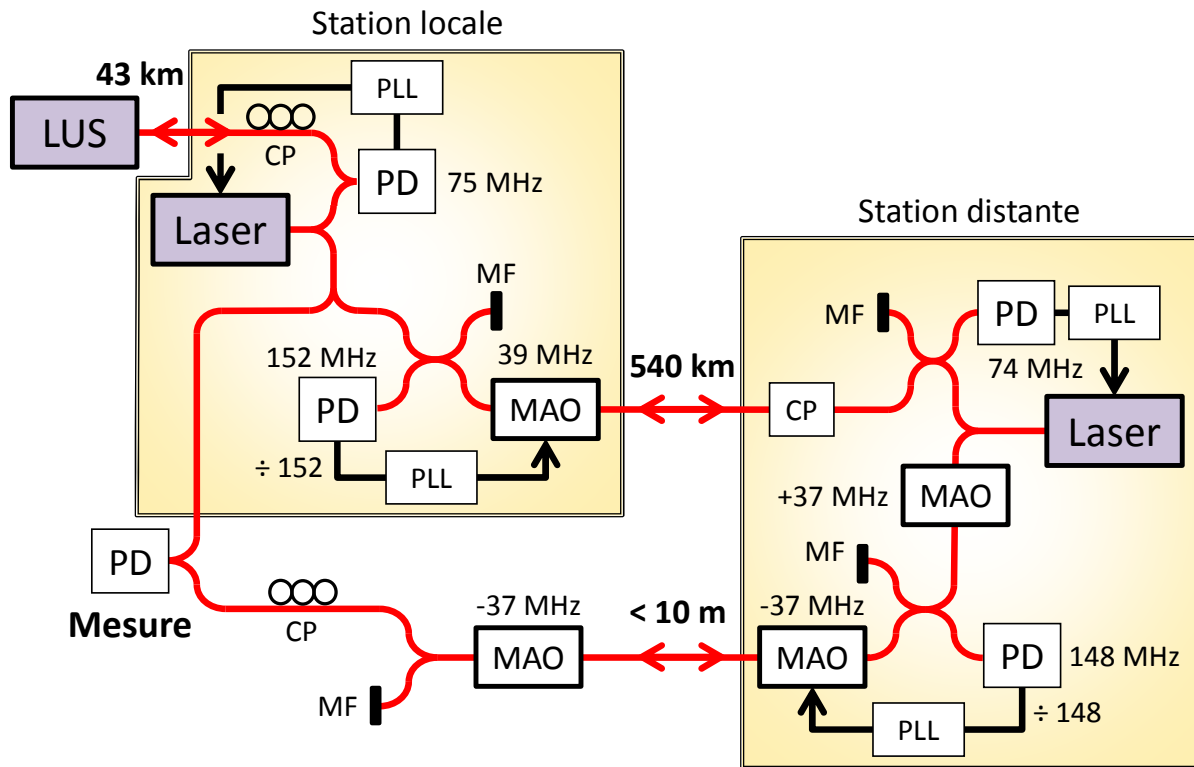 Station locale
43 km
LUS
CP
PLL
PD
75 MHz
Laser
MF
152 MHz
39 MHz
PD
MAO
÷ 152
PLL
540 km
Station distante
MF
PD
PLL
74 MHz
CP
Laser
+37 MHz
MAO
MF
-37 MHz
MAO
PD
148 MHz
÷ 148
PLL
< 10 m
PD
Mesure
CP
-37 MHz
MAO
MF